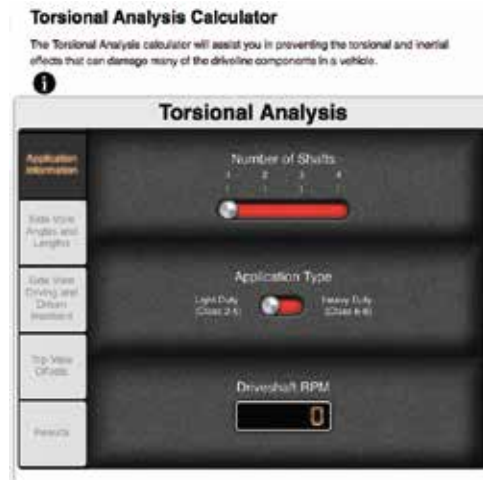 Torsional Analysis Calculator
The Torsional Analysis calculator will assist you in preventing the torsional and inertial
effects that can damage many of the driveline components in a vehicle.
i
Torsional Analysis
Application
Information
Number of Shafts
1 2 3 4
Side View
Angles and
Lengths
Application Type
Light Duty
(Class 2-5)
Heavy Duty
(Class 6-8)
Side View
Driving and
Driven
Top View
Offsets
Driveshaft RPM
0
Results